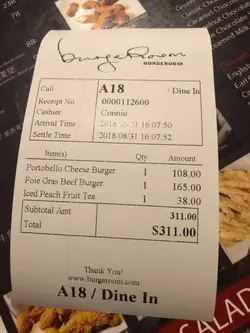 burgeRoom
BURGEROOM
Call A18 / Dine In
Receipt No. 0000112600
Cashier Connie
Arrival Time 2018/08/31 16:07:50
Settle Time 2018/08/31 16:07:52
Item(s) Qty Amount
Portobello Cheese Burger 1 108.00
Foie Gras Beef Burger 1 165.00
Iced Peach Fruit Tea 1 38.00
Subtotal Amt 311.00
Total $311.00
Thank You!
www.burgeroom.com
A18 / Dine In
Caramel
Chocolate
English
SALAD